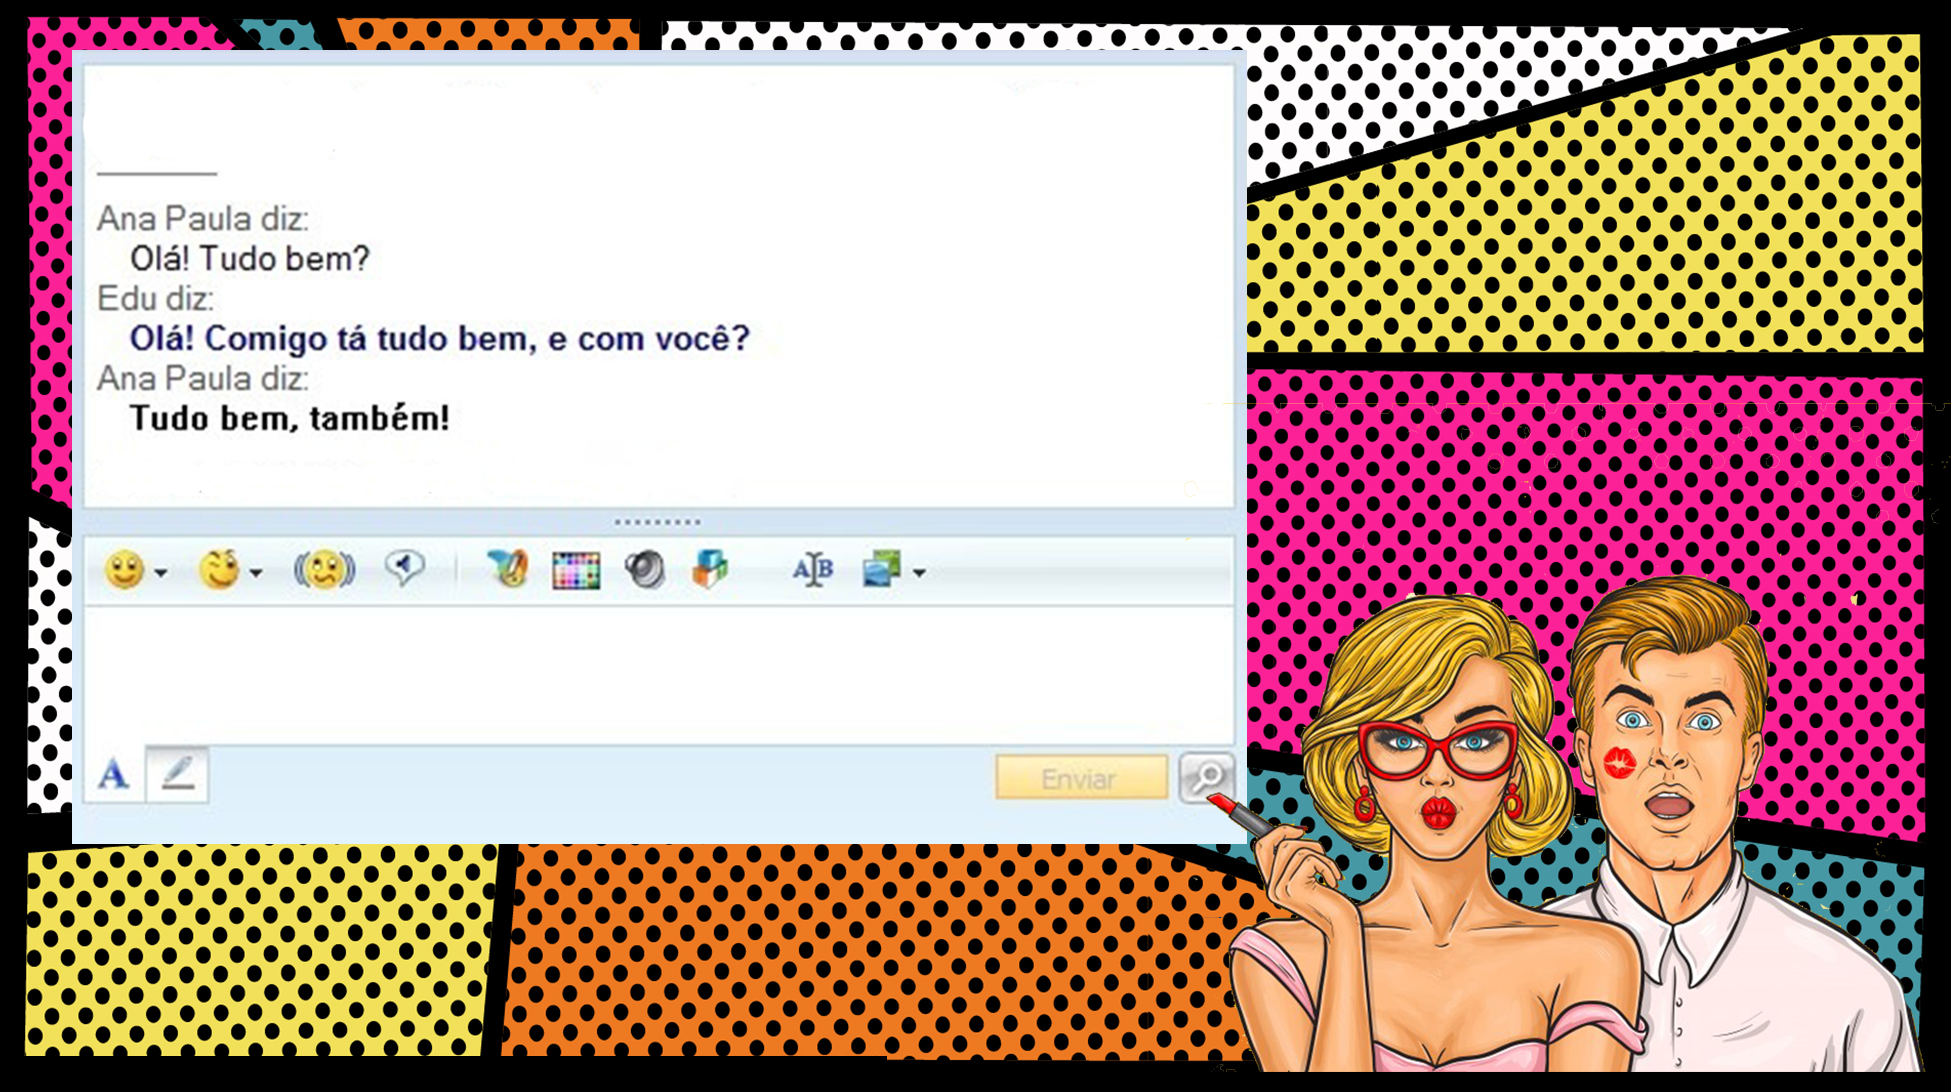 Ana Paula diz:
Olá! Tudo bem?
Edu diz:
Olá! Comigo tá tudo bem, e com você?
Ana Paula diz:
Tudo bem, também!
A
B
A
Enviar